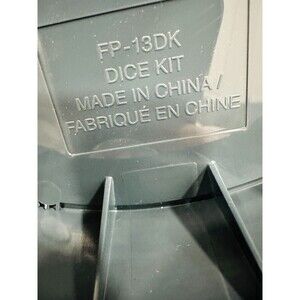 FP-13DK
DICE KIT
MADE IN CHINA/
FABRIQUÉ EN CHINE